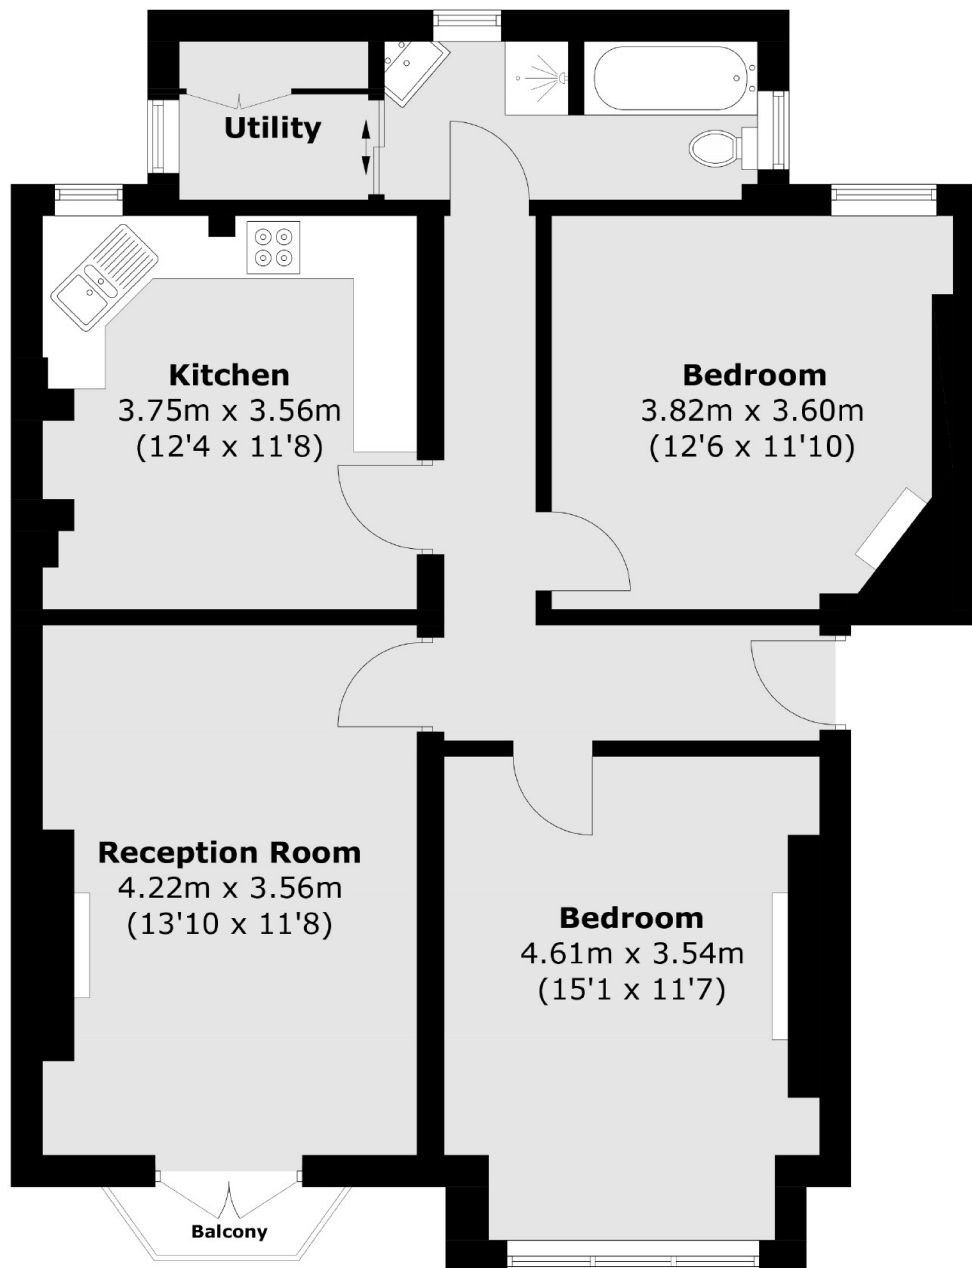 Utility
Kitchen
3.75m x 3.56m
(12'4 x 11'8)
Bedroom
3.82m x 3.60m
(12'6 x 11'10)
Reception Room
4.22m x 3.56m
(13'10 x 11'8)
Bedroom
4.61m x 3.54m
(15'1 x 11'7)
Balcony